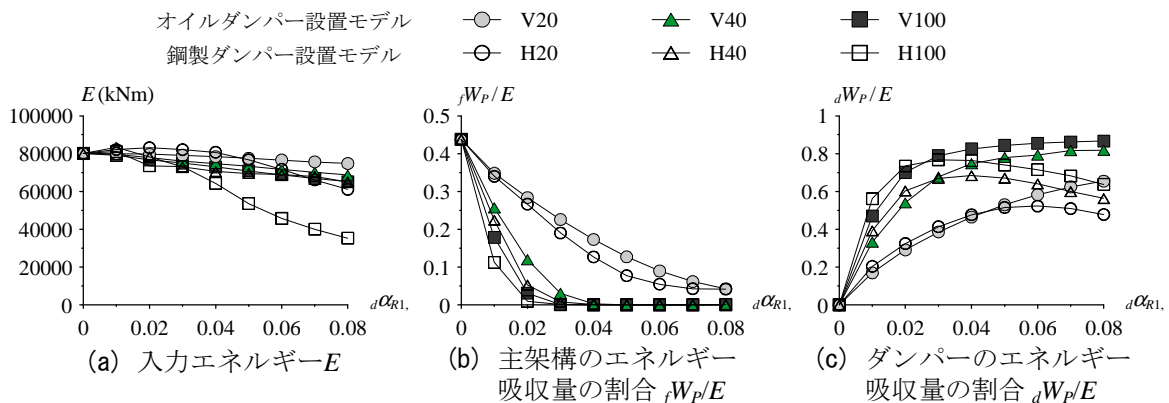 オイルダンパー設置モデル V20 V40 V100
鋼製ダンパー設置モデル H20 H40 H100
E (kNm)
100000
80000
60000
40000
20000
0
0 0.02 0.04 0.06 0.08
dαR1,
(a) 入力エネルギーE
fWP/E
0.5
0.4
0.3
0.2
0.1
0
0 0.02 0.04 0.06 0.08
dαR1,
(b) 主架構のエネルギー
吸収量の割合 fWP/E
dWP/E
1
0.8
0.6
0.4
0.2
0
0 0.02 0.04 0.06 0.08
dαR1,
(c) ダンパーのエネルギー
吸収量の割合 dWP/E